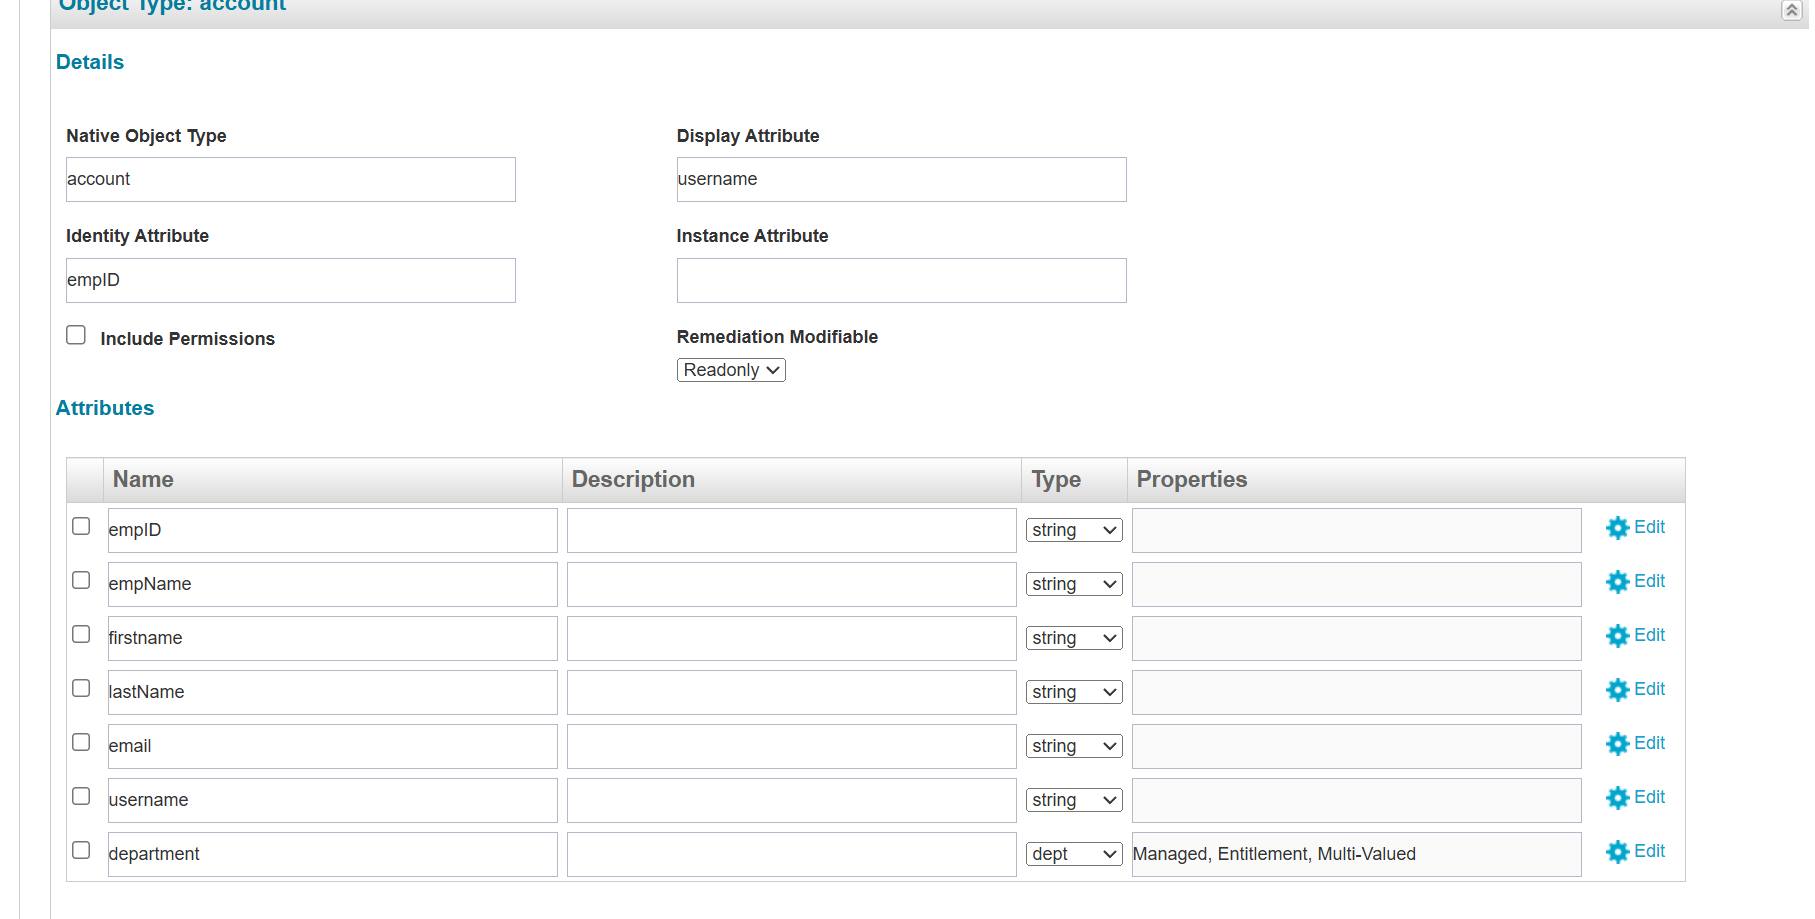 Object Type: account
Details
Native Object Type Display Attribute
account username
Identity Attribute Instance Attribute
empID
Include Permissions Remediation Modifiable
Readonly
Attributes
Name Description Type Properties
empID string Edit
empName string Edit
firstname string Edit
lastName string Edit
email string Edit
username string Edit
department dept Managed, Entitlement, Multi-Valued Edit